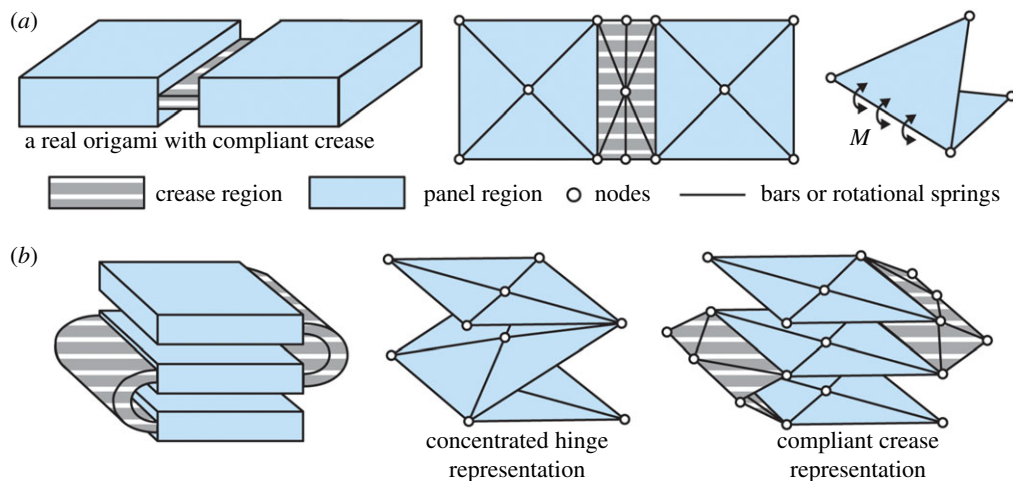 (a)
a real origami with compliant crease
M
crease region
panel region
nodes
bars or rotational springs
(b)
concentrated hinge
representation
compliant crease
representation